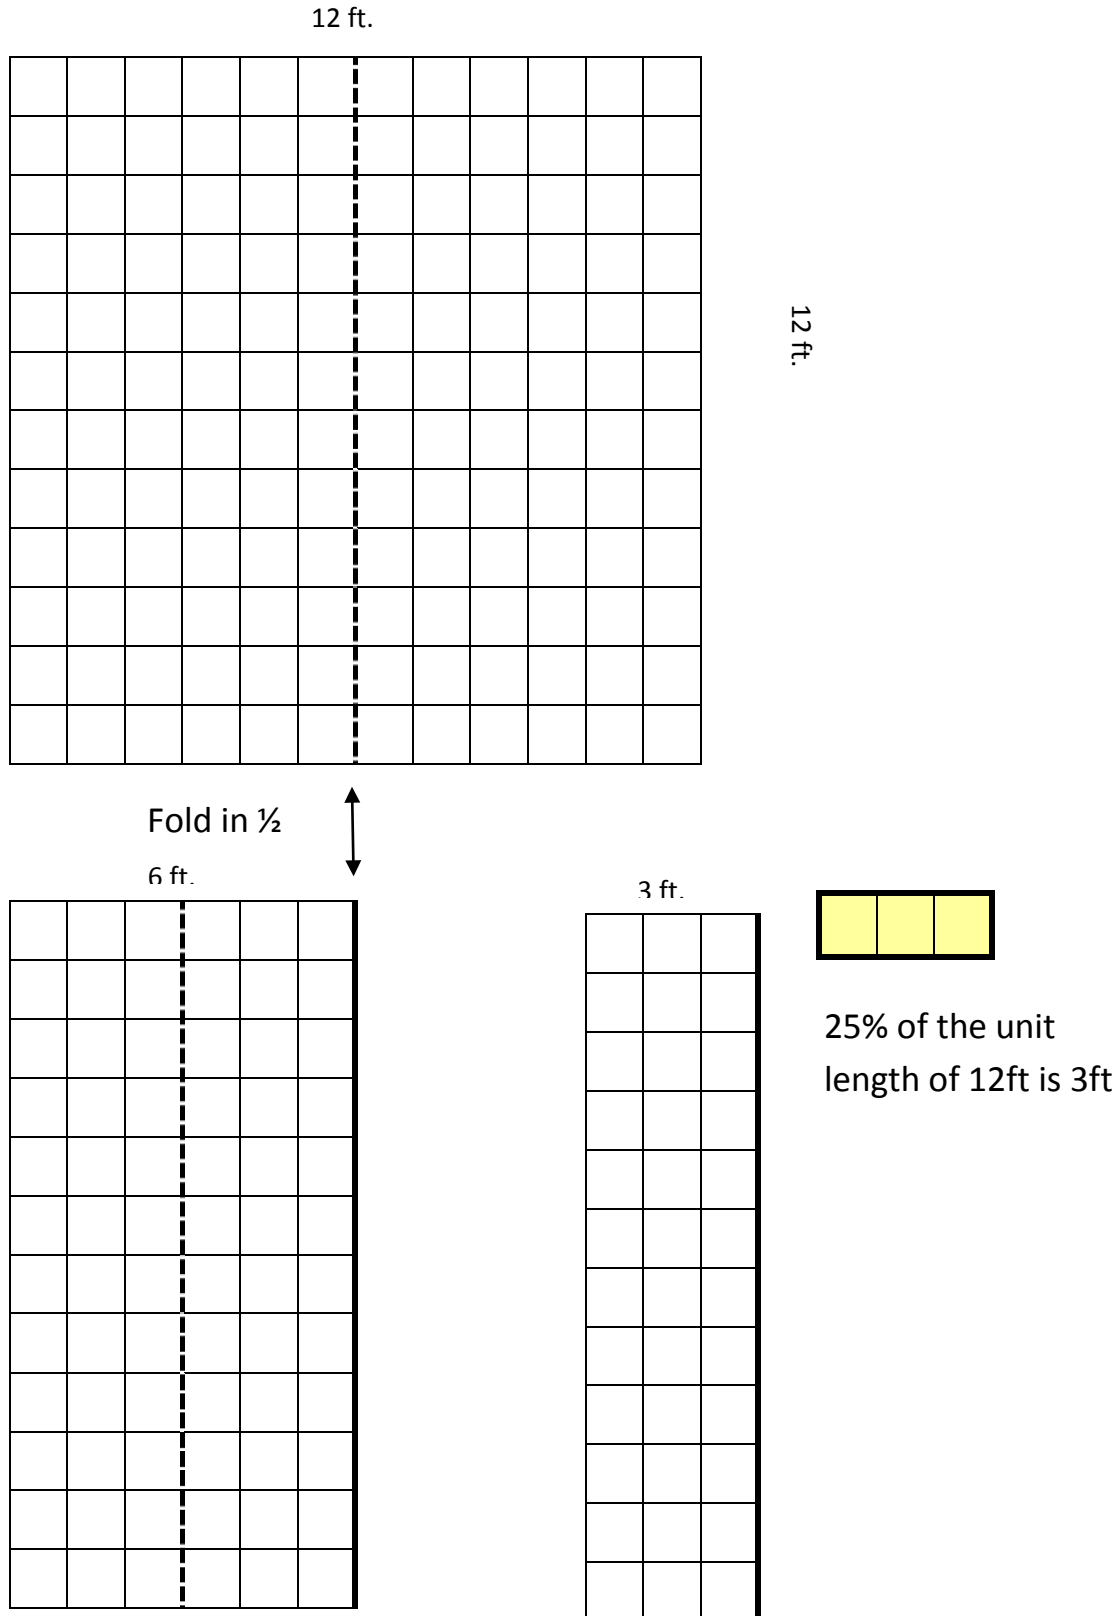 12 ft.
12 ft.
Fold in ½
6 ft.
3 ft.
25% of the unit
length of 12ft is 3ft